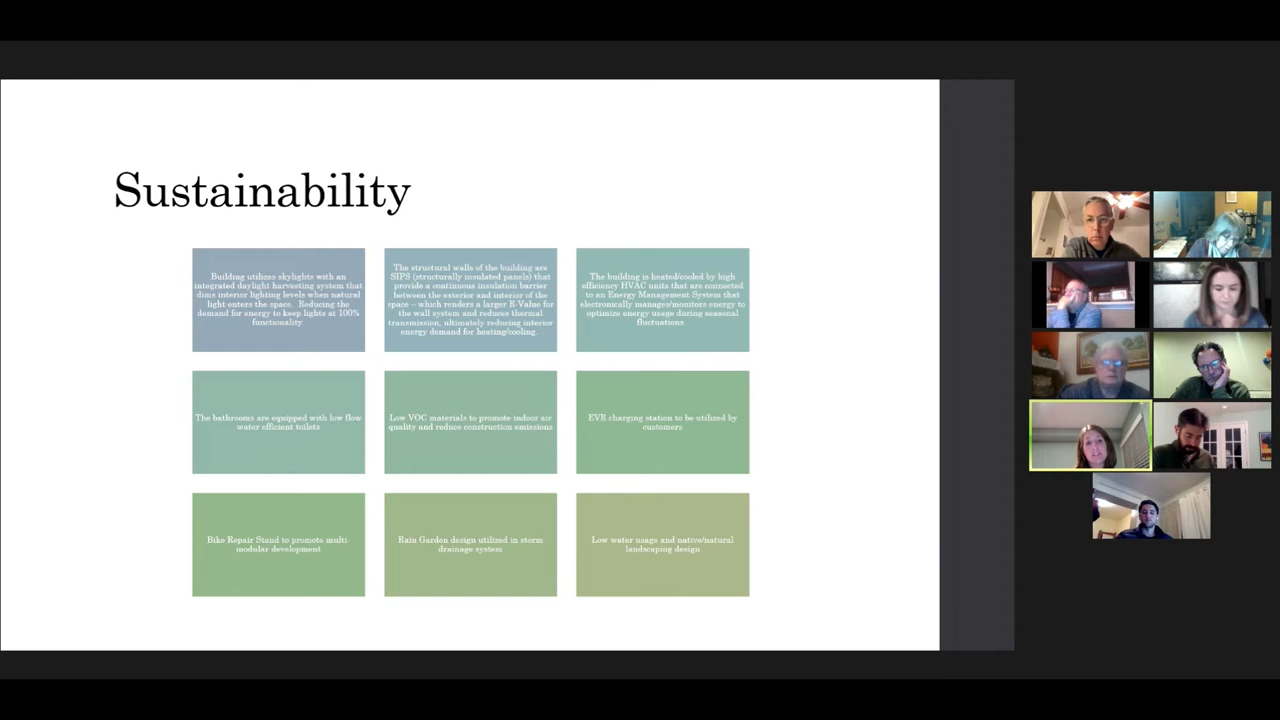 Sustainability
Building utilizes skylights with an
integrated daylight harvesting system that
dims interior lighting levels when natural
light enters the space. Reducing the
demand for energy to keep lights at 100%
functionality.
The structural walls of the building are
SIPS (structurally insulated panels) that
provide a continuous insulation barrier
between the exterior and interior of the
space – which renders a larger R-Value for
the wall system and reduces thermal
transmission, ultimately reducing interior
energy demand for heating/cooling.
The building is heated/cooled by high
efficiency HVAC units that are connected
to an Energy Management System that
electronically manages/monitors energy to
optimize energy usage during seasonal
fluctuations.
The bathrooms are equipped with low flow
water efficient toilets
Low VOC materials to promote indoor air
quality and reduce construction emissions
EVR charging station to be utilized by
customers
Bike Repair Stand to promote multi-
modular development
Rain Garden design utilized in storm
drainage system
Low water usage and native/natural
landscaping design